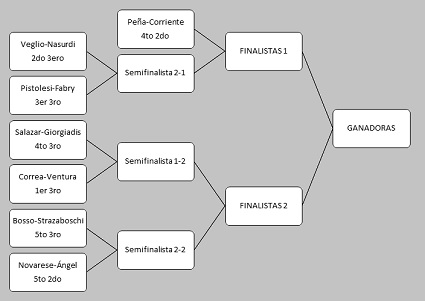 Peña-Corriente
4to 2do
Veglio-Nasurdi
2do 3ero
Semifinalista 2-1
Pistolesi-Fabry
3er 3ro
FINALISTAS 1
Salazar-Giorgiadis
4to 3ro
Semifinalista 1-2
Correa-Ventura
1er 3ro
GANADORAS
Bosso-Strazaboschi
5to 3ro
Semifinalista 2-2
Novarese-Ángel
5to 2do
FINALISTAS 2